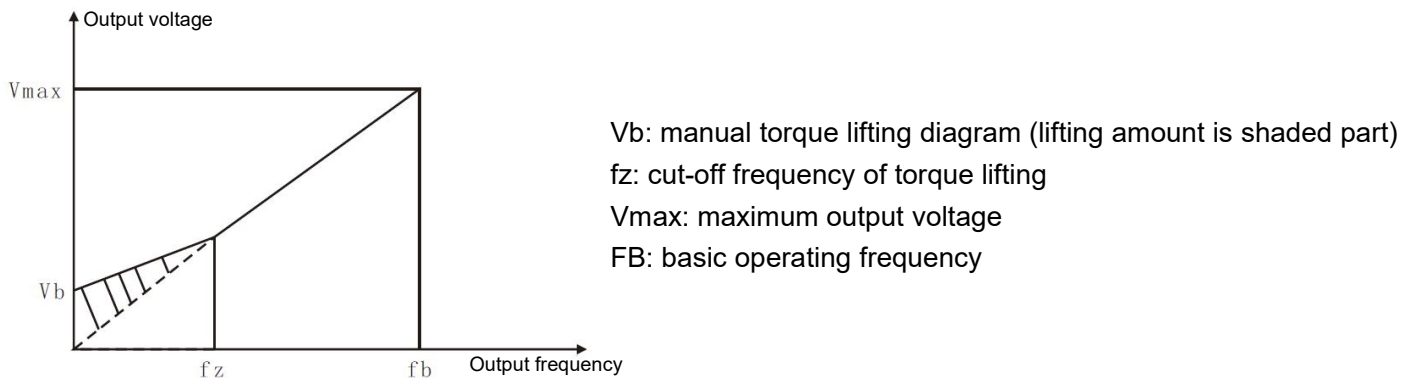 Output voltage
Vmax
Vb
fz
fb
Output frequency
Vb: manual torque lifting diagram (lifting amount is shaded part)
fz: cut-off frequency of torque lifting
Vmax: maximum output voltage
FB: basic operating frequency